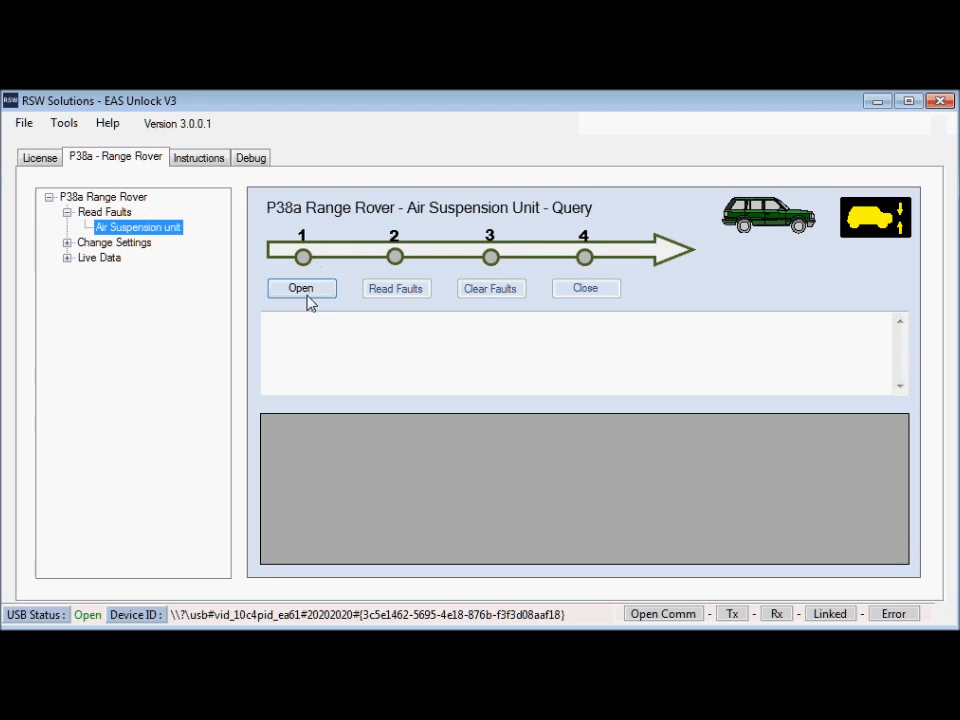 RSW RSW Solutions - EAS Unlock V3
File Tools Help Version 3.0.0.1
License P38a - Range Rover Instructions Debug
P38a Range Rover
Read Faults
Air Suspension unit
Change Settings
Live Data
P38a Range Rover - Air Suspension Unit - Query
1 2 3 4
Open Read Faults Clear Faults Close
USB Status : Open Device ID : \\?\usb#vid_10c4pid_ea61#20202020#{3c5e1462-5695-4e18-876b-f3f3d08aaf18} Open Comm - Tx - Rx - Linked - Error